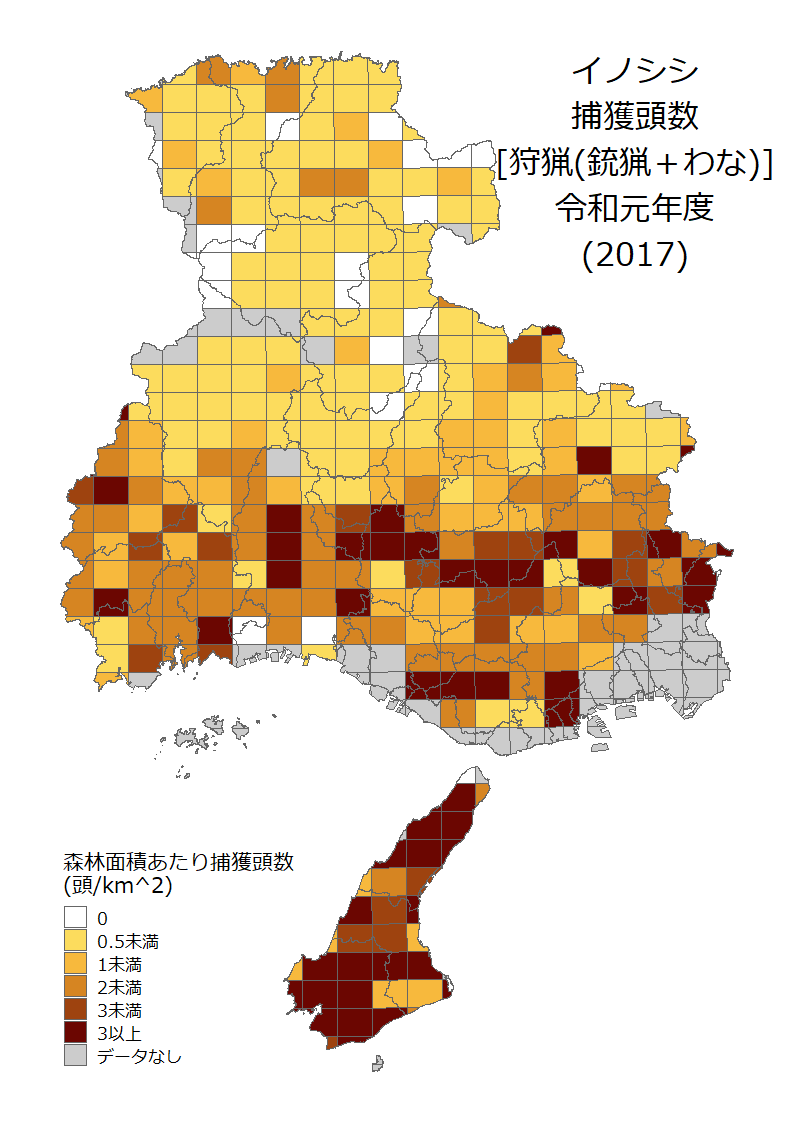 イノシシ
捕獲頭数
[狩猟(銃猟＋わな)]
令和元年度
(2017)
森林面積あたり捕獲頭数
(頭/km^2)
0
0.5未満
1未満
2未満
3未満
3以上
データなし